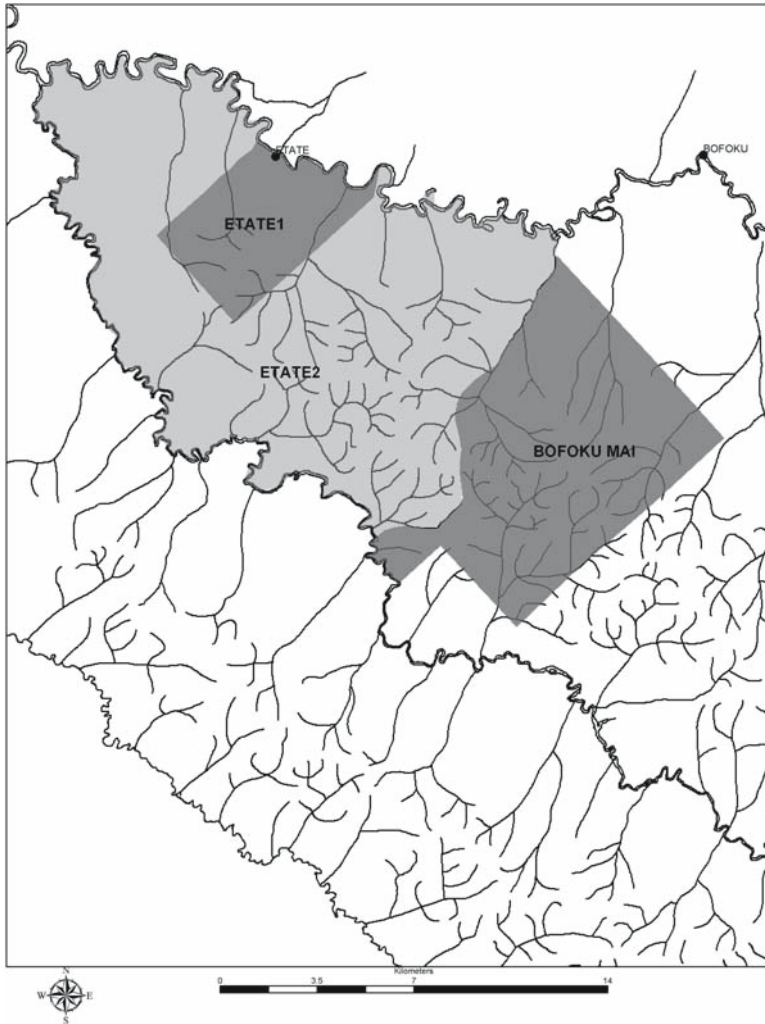 ETATE
BOFOKU
ETATE1
ETATE2
BOFOKU MAI
Kilometers
0 3.5 7 14
N
W E
S